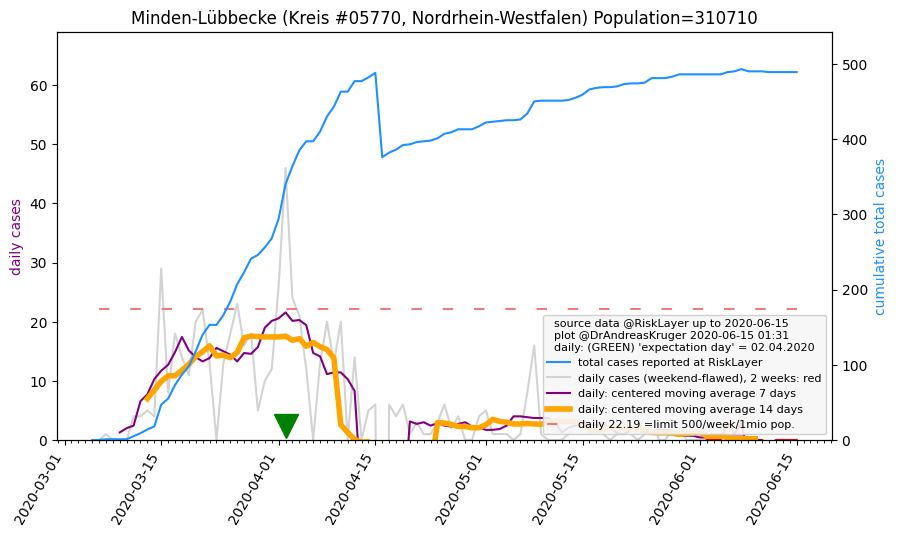 Minden-Lübbecke (Kreis #05770, Nordrhein-Westfalen) Population=310710
daily cases
60
50
40
30
20
10
0
cumulative total cases
500
400
300
200
100
0
source data @RiskLayer up to 2020-06-15
plot @DrAndreasKruger 2020-06-15 01:31
daily: (GREEN) 'expectation day' = 02.04.2020
total cases reported at RiskLayer
daily cases (weekend-flawed), 2 weeks: red
daily: centered moving average 7 days
daily: centered moving average 14 days
daily 22.19 =limit 500/week/1mio pop.
2020-03-01
2020-03-15
2020-04-01
2020-04-15
2020-05-01
2020-05-15
2020-06-01
2020-06-15